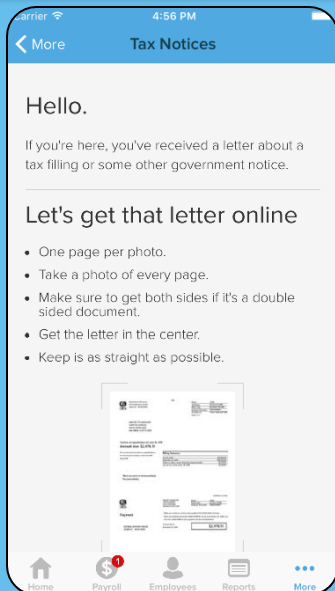 arrier 4:56 PM
More Tax Notices
Hello.
If you're here, you've received a letter about a
tax filling or some other government notice.
Let's get that letter online
One page per photo.
Take a photo of every page.
Make sure to get both sides if it's a double
sided document.
Get the letter in the center.
Keep is as straight as possible.
Payment
1
Home Payroll Employees Reports More